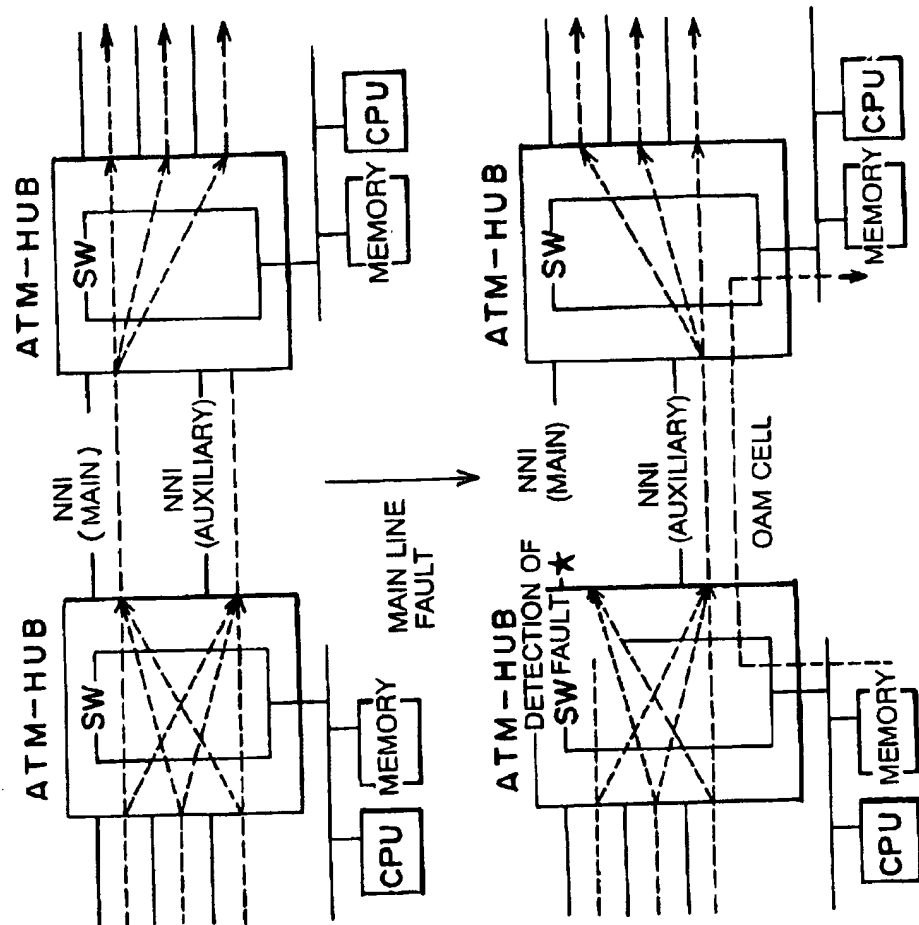 ATM-HUB
SW
NNI
(MAIN)
NNI
(AUXILIARY)
CPU
MEMORY
ATM-HUB
SW
MEMORY
CPU
MAIN LINE
FAULT
ATM-HUB
DETECTION OF
SW FAULT
NNI
(MAIN)
NNI
(AUXILIARY)
OAM CELL
CPU
MEMORY
ATM-HUB
SW
MEMORY
CPU